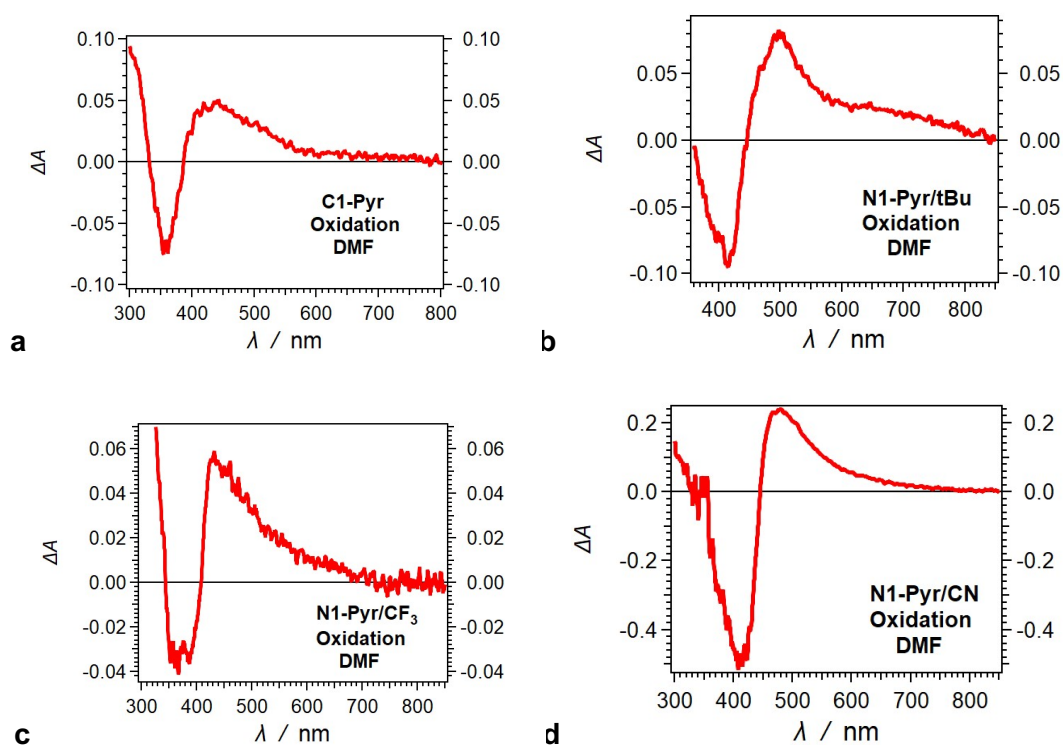 0.10
0.05
0.00
-0.05
-0.10
ΔA
C1-Pyr
Oxidation
DMF
0.10
0.05
0.00
-0.05
-0.10
300 400 500 600 700 800
λ / nm
a
0.05
0.00
-0.05
-0.10
ΔA
N1-Pyr/tBu
Oxidation
DMF
0.05
0.00
-0.05
-0.10
400 500 600 700 800
λ / nm
b
0.06
0.04
0.02
0.00
-0.02
-0.04
ΔA
N1-Pyr/CF3
Oxidation
DMF
0.06
0.04
0.02
0.00
-0.02
-0.04
300 400 500 600 700 800
λ / nm
c
0.2
0.0
-0.2
-0.4
ΔA
N1-Pyr/CN
Oxidation
DMF
0.2
0.0
-0.2
-0.4
300 400 500 600 700 800
λ / nm
d